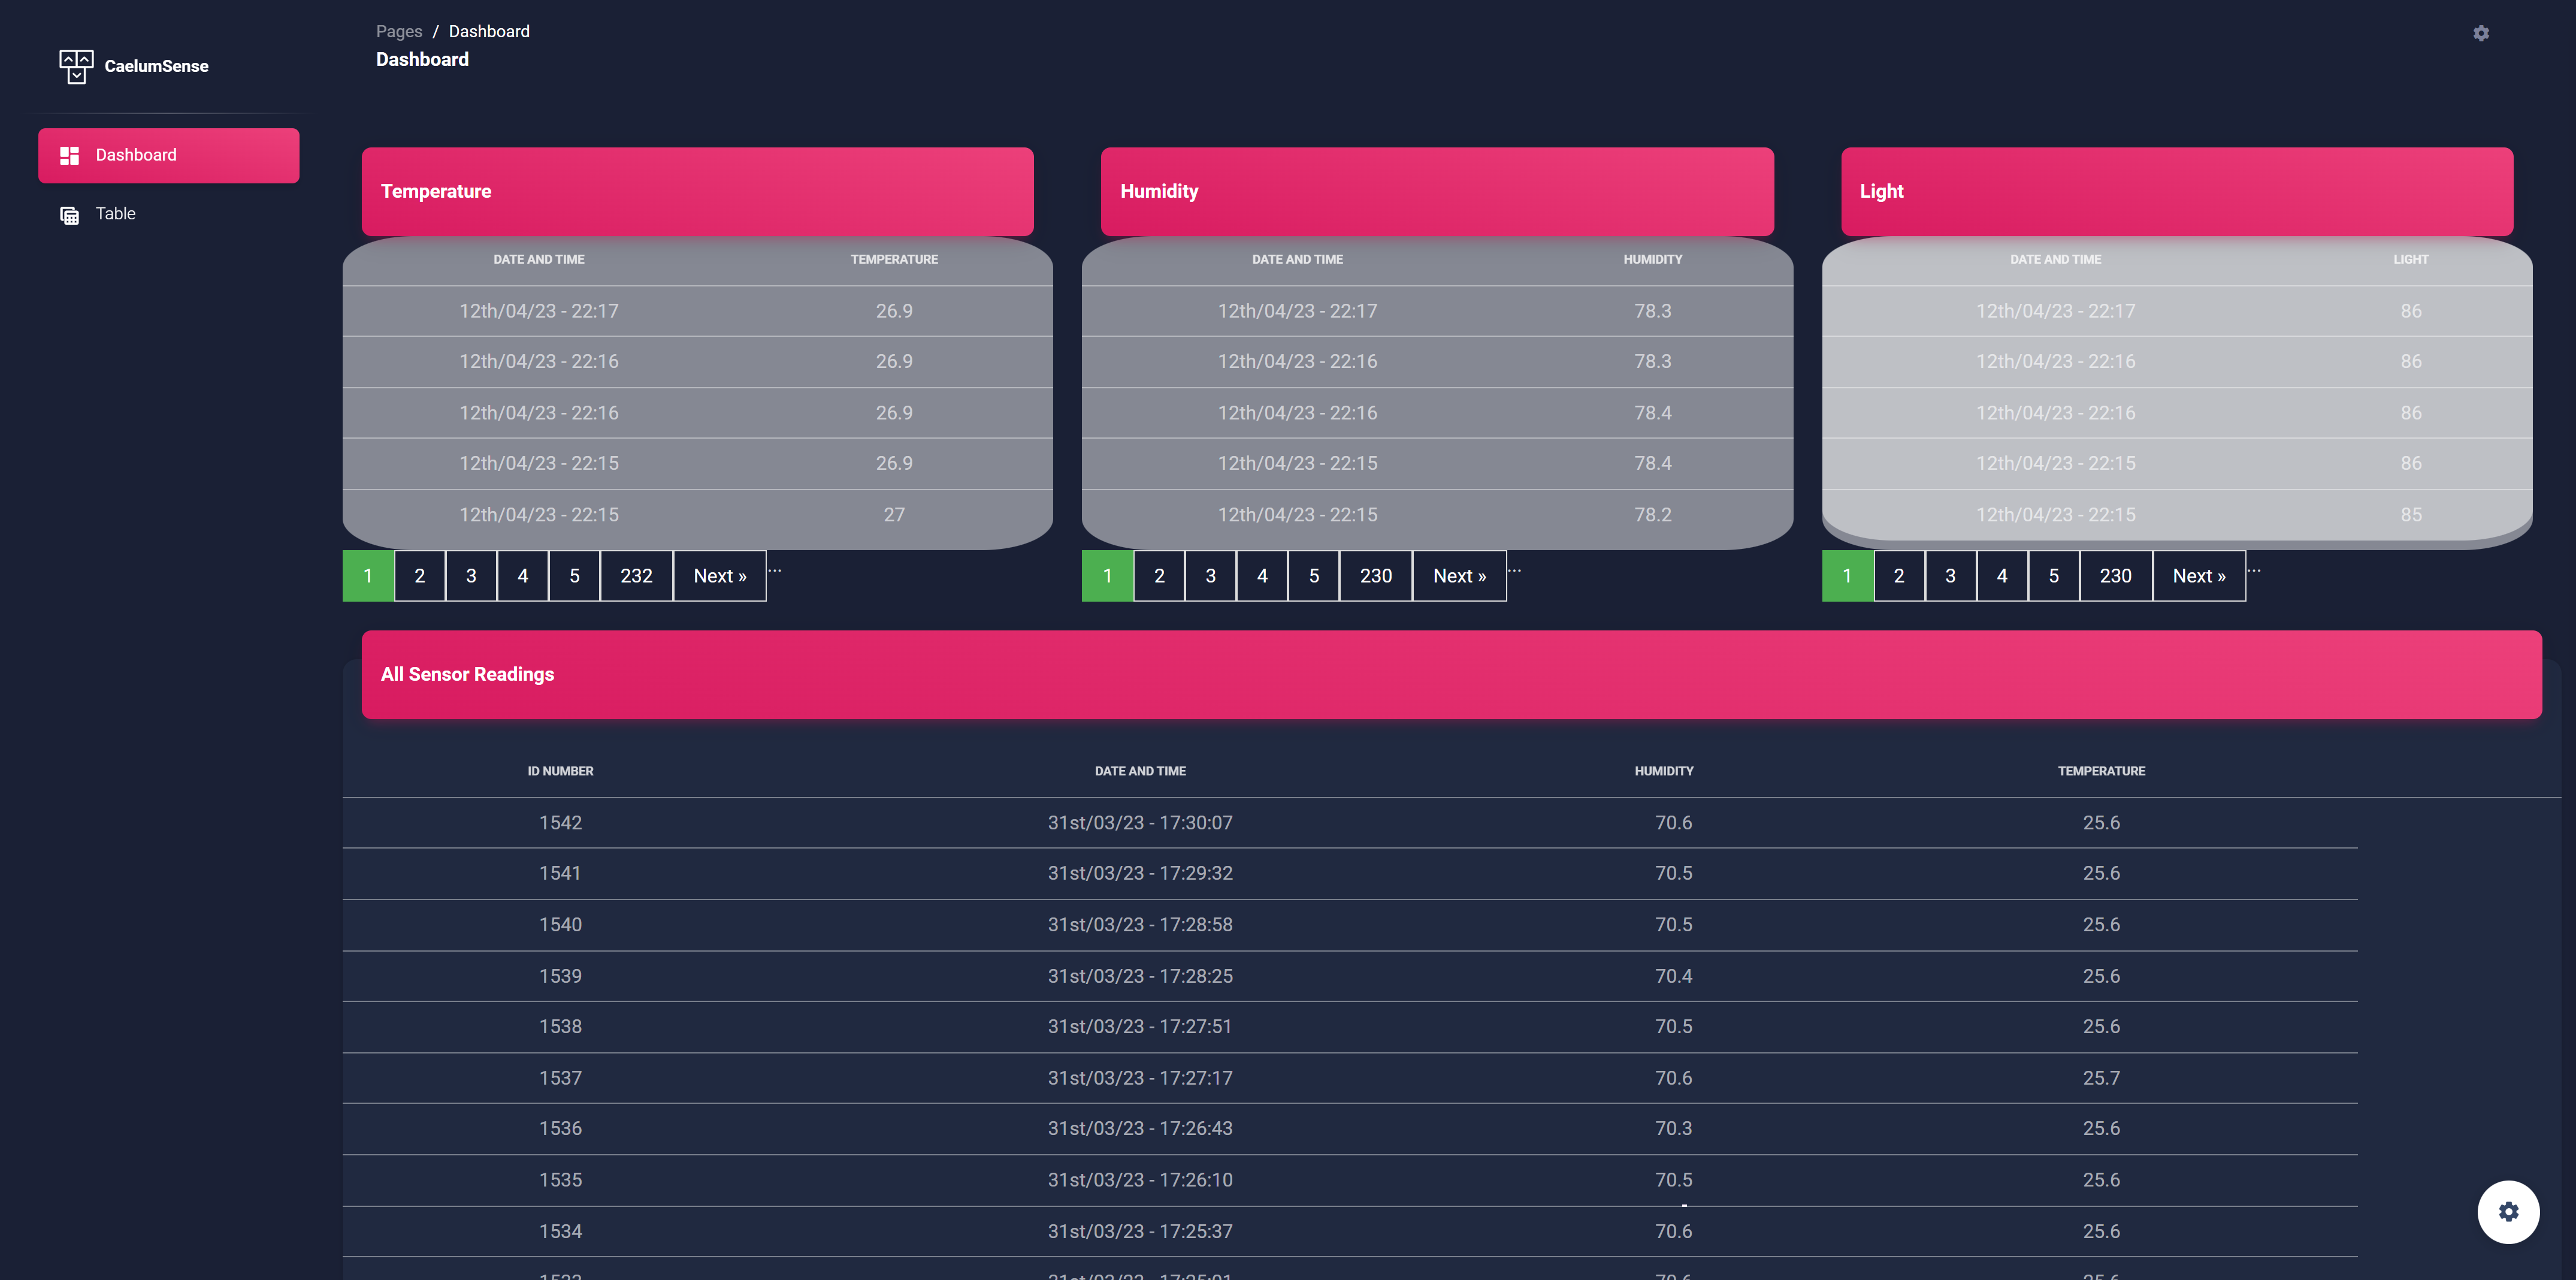 CaelumSense
Dashboard
Table
Pages / Dashboard
Dashboard
Temperature
DATE AND TIME TEMPERATURE
12th/04/23 - 22:17 26.9
12th/04/23 - 22:16 26.9
12th/04/23 - 22:16 26.9
12th/04/23 - 22:15 26.9
12th/04/23 - 22:15 27
1 2 3 4 5 232 Next » ...
Humidity
DATE AND TIME HUMIDITY
12th/04/23 - 22:17 78.3
12th/04/23 - 22:16 78.3
12th/04/23 - 22:16 78.4
12th/04/23 - 22:15 78.4
12th/04/23 - 22:15 78.2
1 2 3 4 5 230 Next » ...
Light
DATE AND TIME LIGHT
12th/04/23 - 22:17 86
12th/04/23 - 22:16 86
12th/04/23 - 22:16 86
12th/04/23 - 22:15 86
12th/04/23 - 22:15 85
1 2 3 4 5 230 Next » ...
All Sensor Readings
ID NUMBER DATE AND TIME HUMIDITY TEMPERATURE
1542 31st/03/23 - 17:30:07 70.6 25.6
1541 31st/03/23 - 17:29:32 70.5 25.6
1540 31st/03/23 - 17:28:58 70.5 25.6
1539 31st/03/23 - 17:28:25 70.4 25.6
1538 31st/03/23 - 17:27:51 70.5 25.6
1537 31st/03/23 - 17:27:17 70.6 25.7
1536 31st/03/23 - 17:26:43 70.3 25.6
1535 31st/03/23 - 17:26:10 70.5 25.6
1534 31st/03/23 - 17:25:37 70.6 25.6